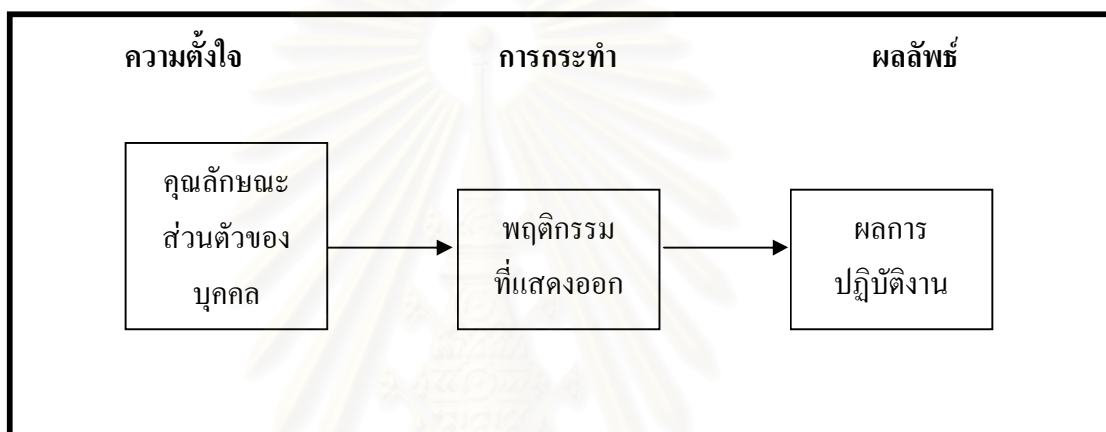 ความตั้งใจ การกระทำ ผลลัพธ์
คุณลักษณะ
ส่วนตัวของ
บุคคล
พฤติกรรม
ที่แสดงออก
ผลการ
ปฏิบัติงาน